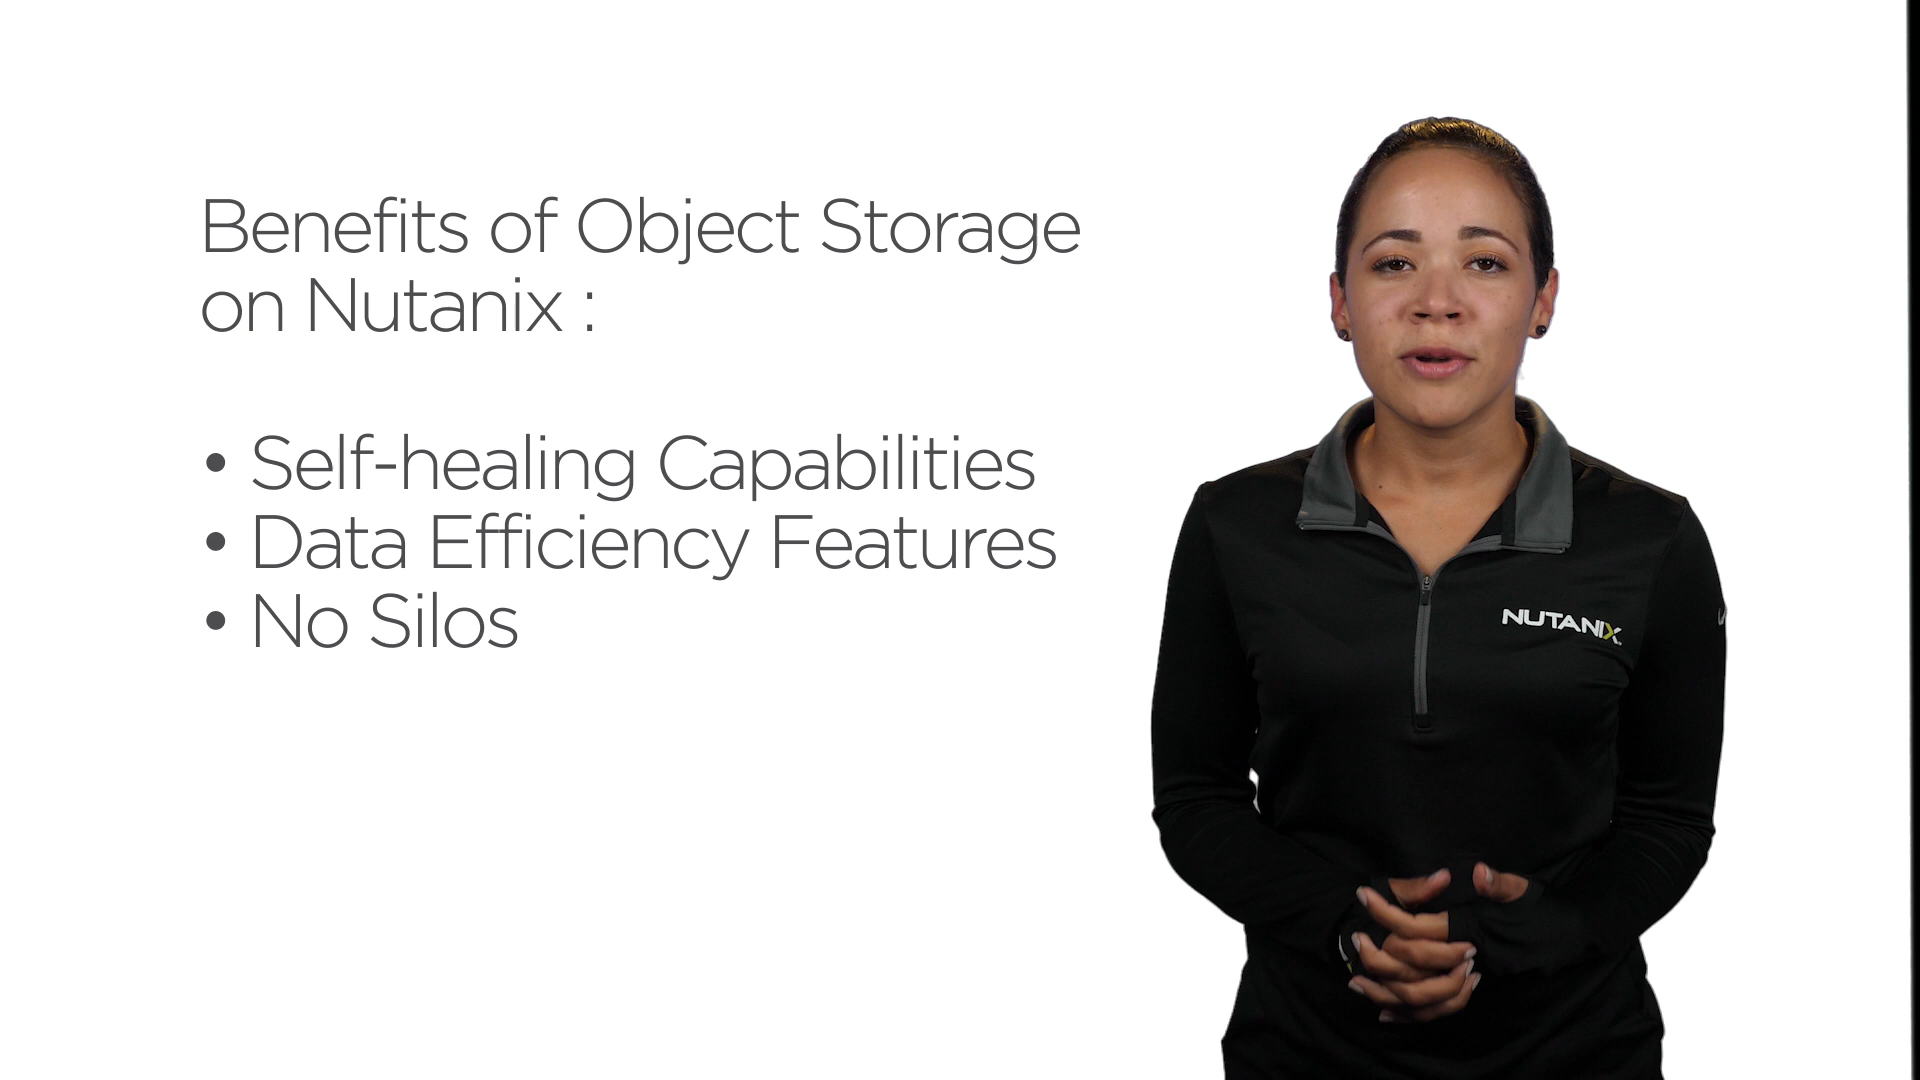 Benefits of Object Storage
on Nutanix :
• Self-healing Capabilities
• Data Efficiency Features
• No Silos
NUTANIX